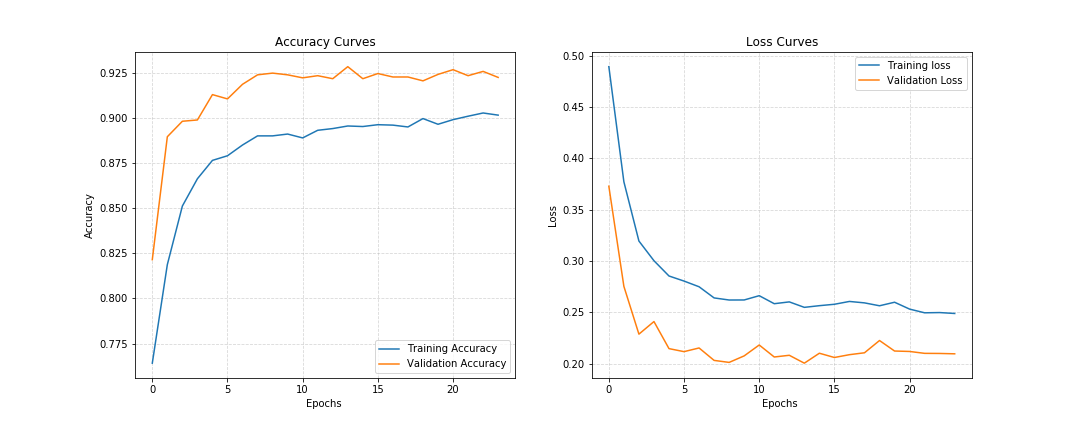 Accuracy Curves
0.925
0.900
0.875
0.850
0.825
0.800
0.775
Accuracy
0
5
10
15
20
Epochs
Training Accuracy
Validation Accuracy
Loss Curves
0.50
0.45
0.40
0.35
0.30
0.25
0.20
Loss
0
5
10
15
20
Epochs
Training loss
Validation Loss